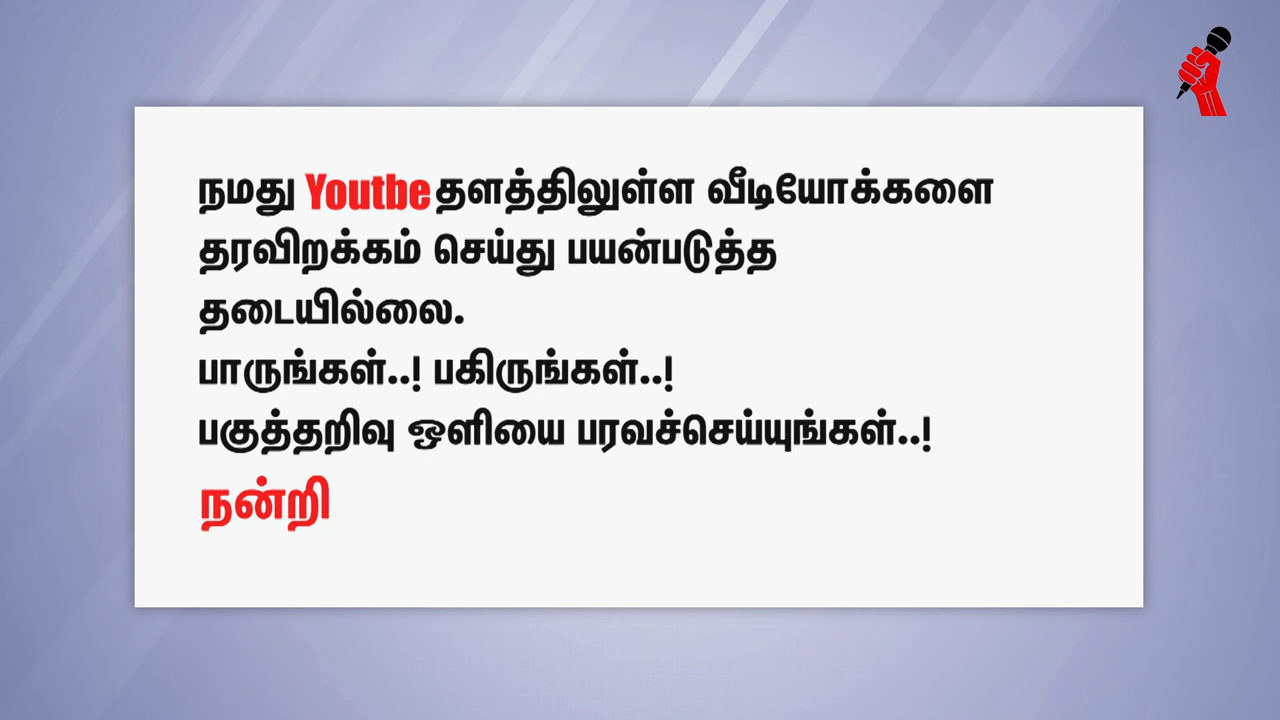 நமது Youtbe தளத்திலுள்ள வீடியோக்களை
தரவிறக்கம் செய்து பயன்படுத்த
தடையில்லை.
பாருங்கள்..! பகிருங்கள்..!
பகுத்தறிவு ஒளியை பரவச்செய்யுங்கள்..!
நன்றி